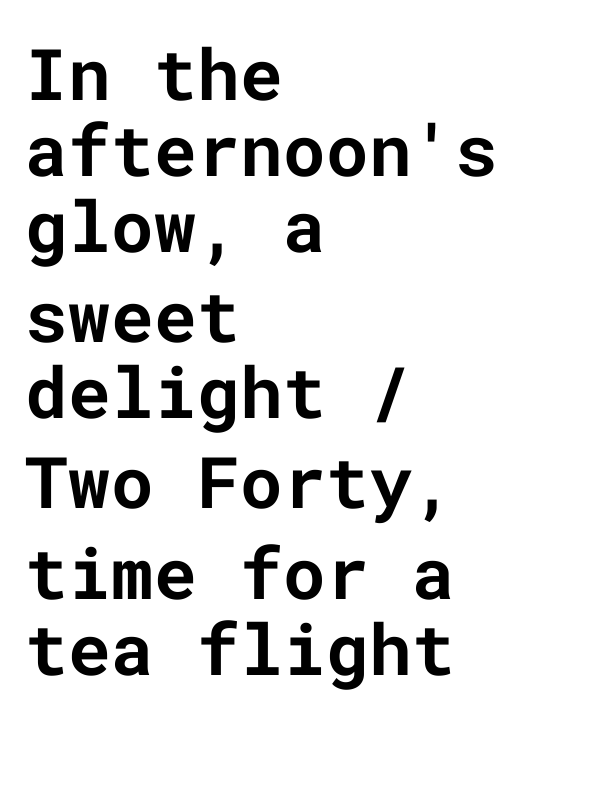 In the
afternoon's
glow, a
sweet
delight /
Two Forty,
time for a
tea flight